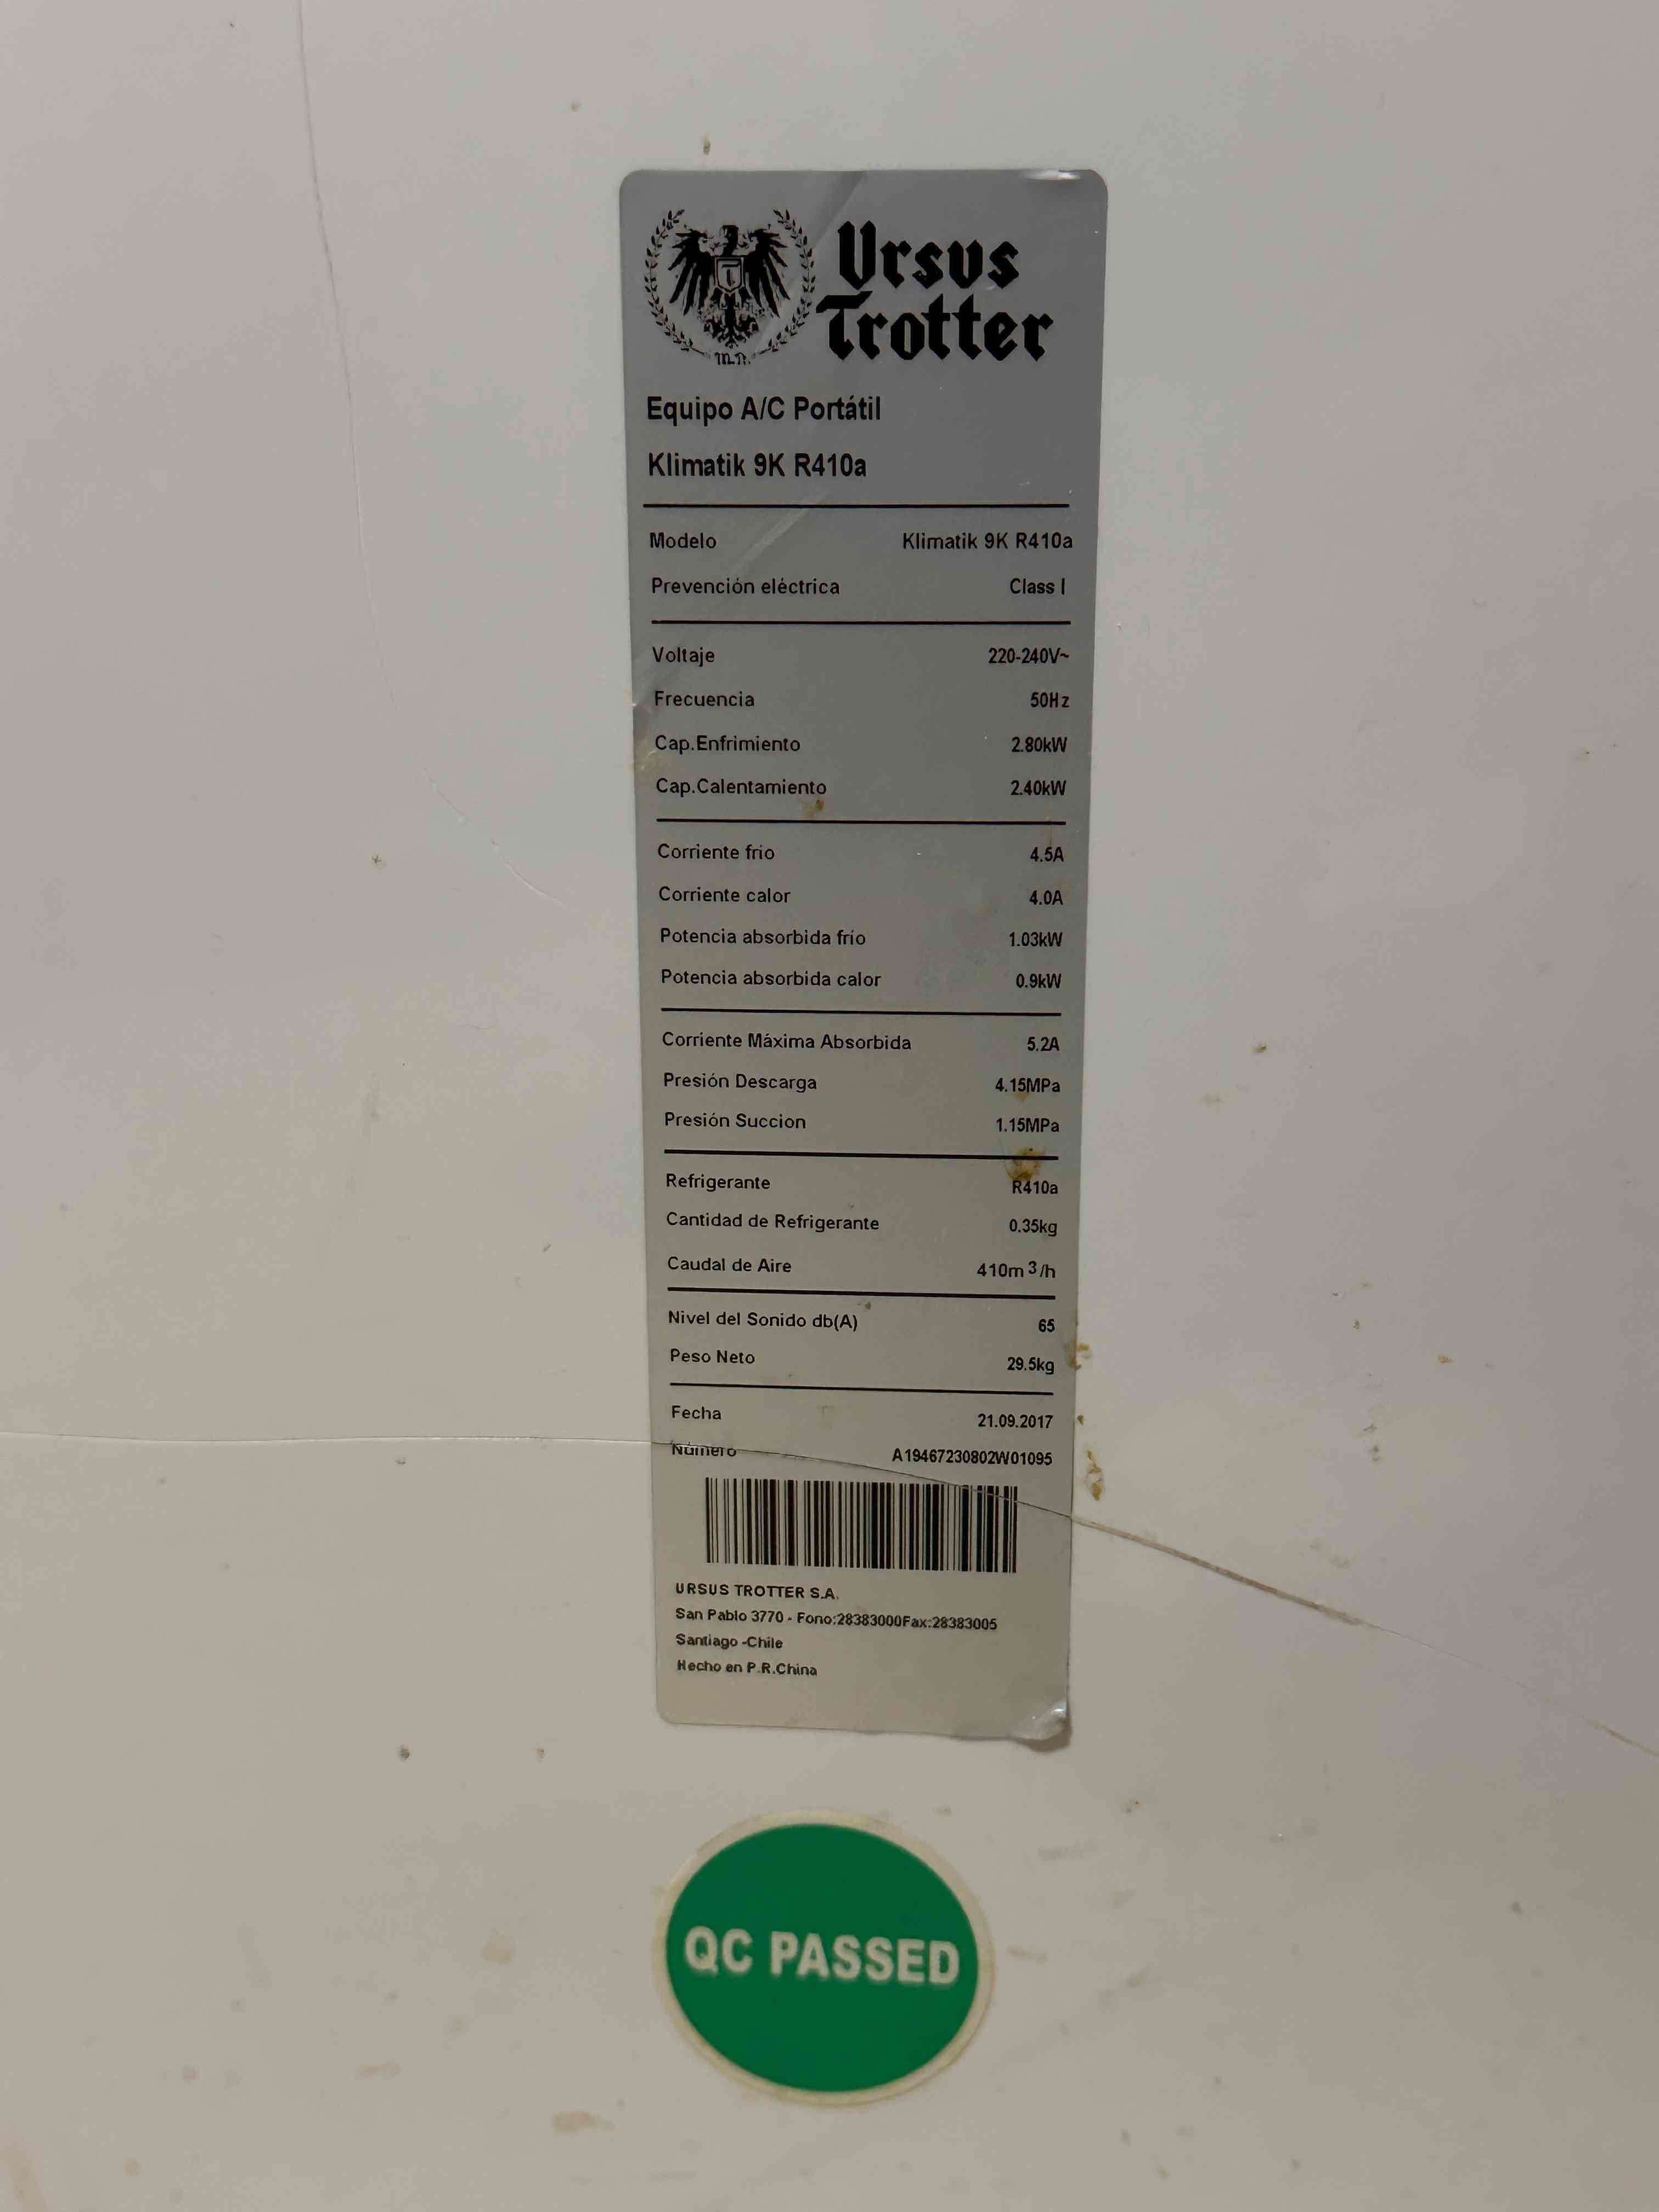 Ursus
Trotter
Equipo A/C Portátil
Klimatik 9K R410a
Modelo Klimatik 9K R410a
Prevención eléctrica Class I
Voltaje 220-240V~
Frecuencia 50Hz
Cap.Enfrimiento 2.80kW
Cap.Calentamiento 2.40kW
Corriente frio 4.5A
Corriente calor 4.0A
Potencia absorbida frio 1.03kW
Potencia absorbida calor 0.9kW
Corriente Máxima Absorbida 5.2A
Presión Descarga 4.15MPa
Presión Succion 1.15MPa
Refrigerante R410a
Cantidad de Refrigerante 0.35kg
Caudal de Aire 410m³/h
Nivel del Sonido db(A) 65
Peso Neto 29.5kg
Fecha 21.09.2017
Número A19467230802W01095
URSUS TROTTER S.A.
San Pablo 3770 - Fono:28383000Fax:28383005
Santiago -Chile
Hecho en P.R.China
QC PASSED